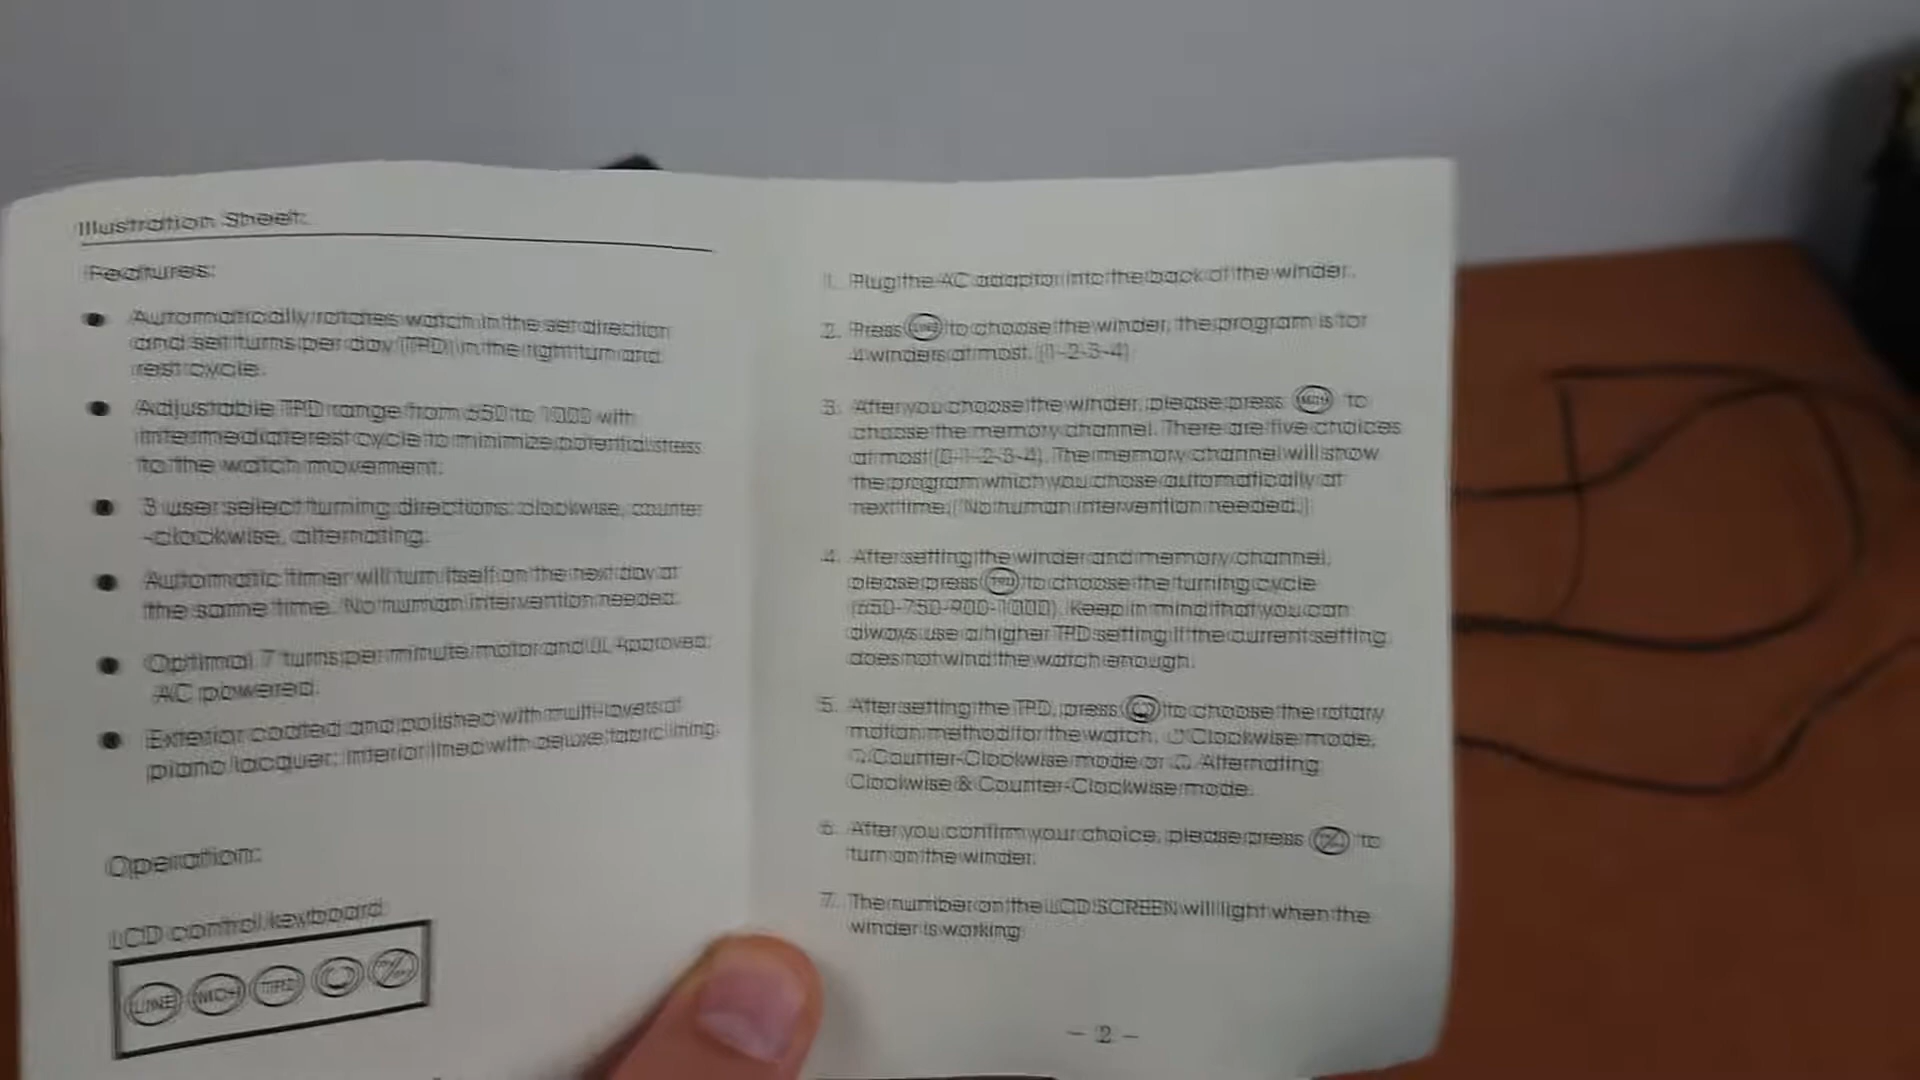 Illustration Sheet:
Features:
● Automatically rotates watch in the set direction
and set turns per day (TPD) in the right turn and
rest cycle.
● Adjustable TPD range from 650 to 1000 with
intermediate rest cycle to minimize potential stress
to the watch movement.
● 3 user select turning directions: clockwise, counter
-clockwise, alternating.
● Automatic timer will turn itself on the next day at
the same time. No human intervention needed.
● Optimal 7 turns per minute motor and UL Approved.
AC powered.
● Exterior coated and polished with multi-layers of
piano lacquer; interior lined with deluxe fabric lining.
Operation:
LCD control keyboard
LINE MCH TPD ON/OFF
1. Plug the AC adaptor into the back of the winder.
2. Press LINE to choose the winder, the program is for
4 winders at most. (1-2-3-4)
3. After you choose the winder, please press MCH to
choose the memory channel. There are five choices
at most (0-1-2-3-4). The memory channel will show
the program which you chose automatically at
next time. (No human intervention needed.)
4. After setting the winder and memory channel,
please press TPD to choose the turning cycle
(650-750-900-1000). Keep in mind that you can
always use a higher TPD setting if the current setting
does not wind the watch enough.
5. After setting the TPD, press to choose the rotary
motion method for the watch. Clockwise mode,
Counter-Clockwise mode or Alternating
Clockwise & Counter-Clockwise mode.
6. After you confirm your choice, please press to
turn on the winder.
7. The number on the LCD SCREEN will light when the
winder is working
— 2 —